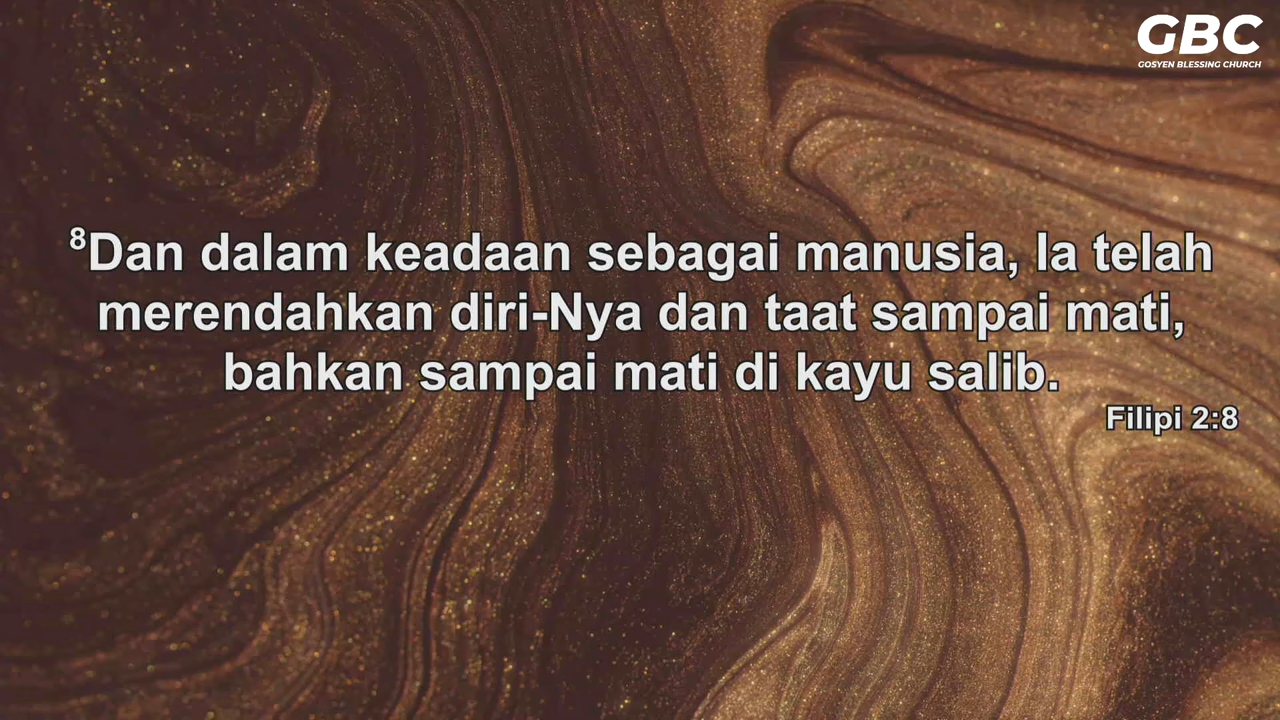 GBC
GOSYEN BLESSING CHURCH
⁸Dan dalam keadaan sebagai manusia, Ia telah
merendahkan diri-Nya dan taat sampai mati,
bahkan sampai mati di kayu salib.
Filipi 2:8